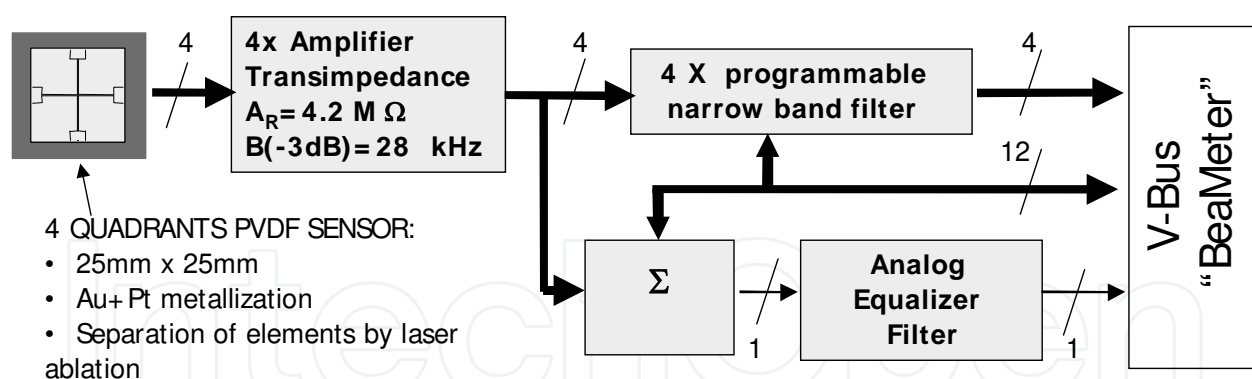 4
4x Amplifier
Transimpedance
A_R= 4.2 M Ω
B(-3dB)= 28 kHz
4
4 X programmable
narrow band filter
4
12
V-Bus
“BeaMeter”
4 QUADRANTS PVDF SENSOR:
• 25mm x 25mm
• Au+Pt metallization
• Separation of elements by laser
ablation
Σ
1
Analog
Equalizer
Filter
1
IntechOpen